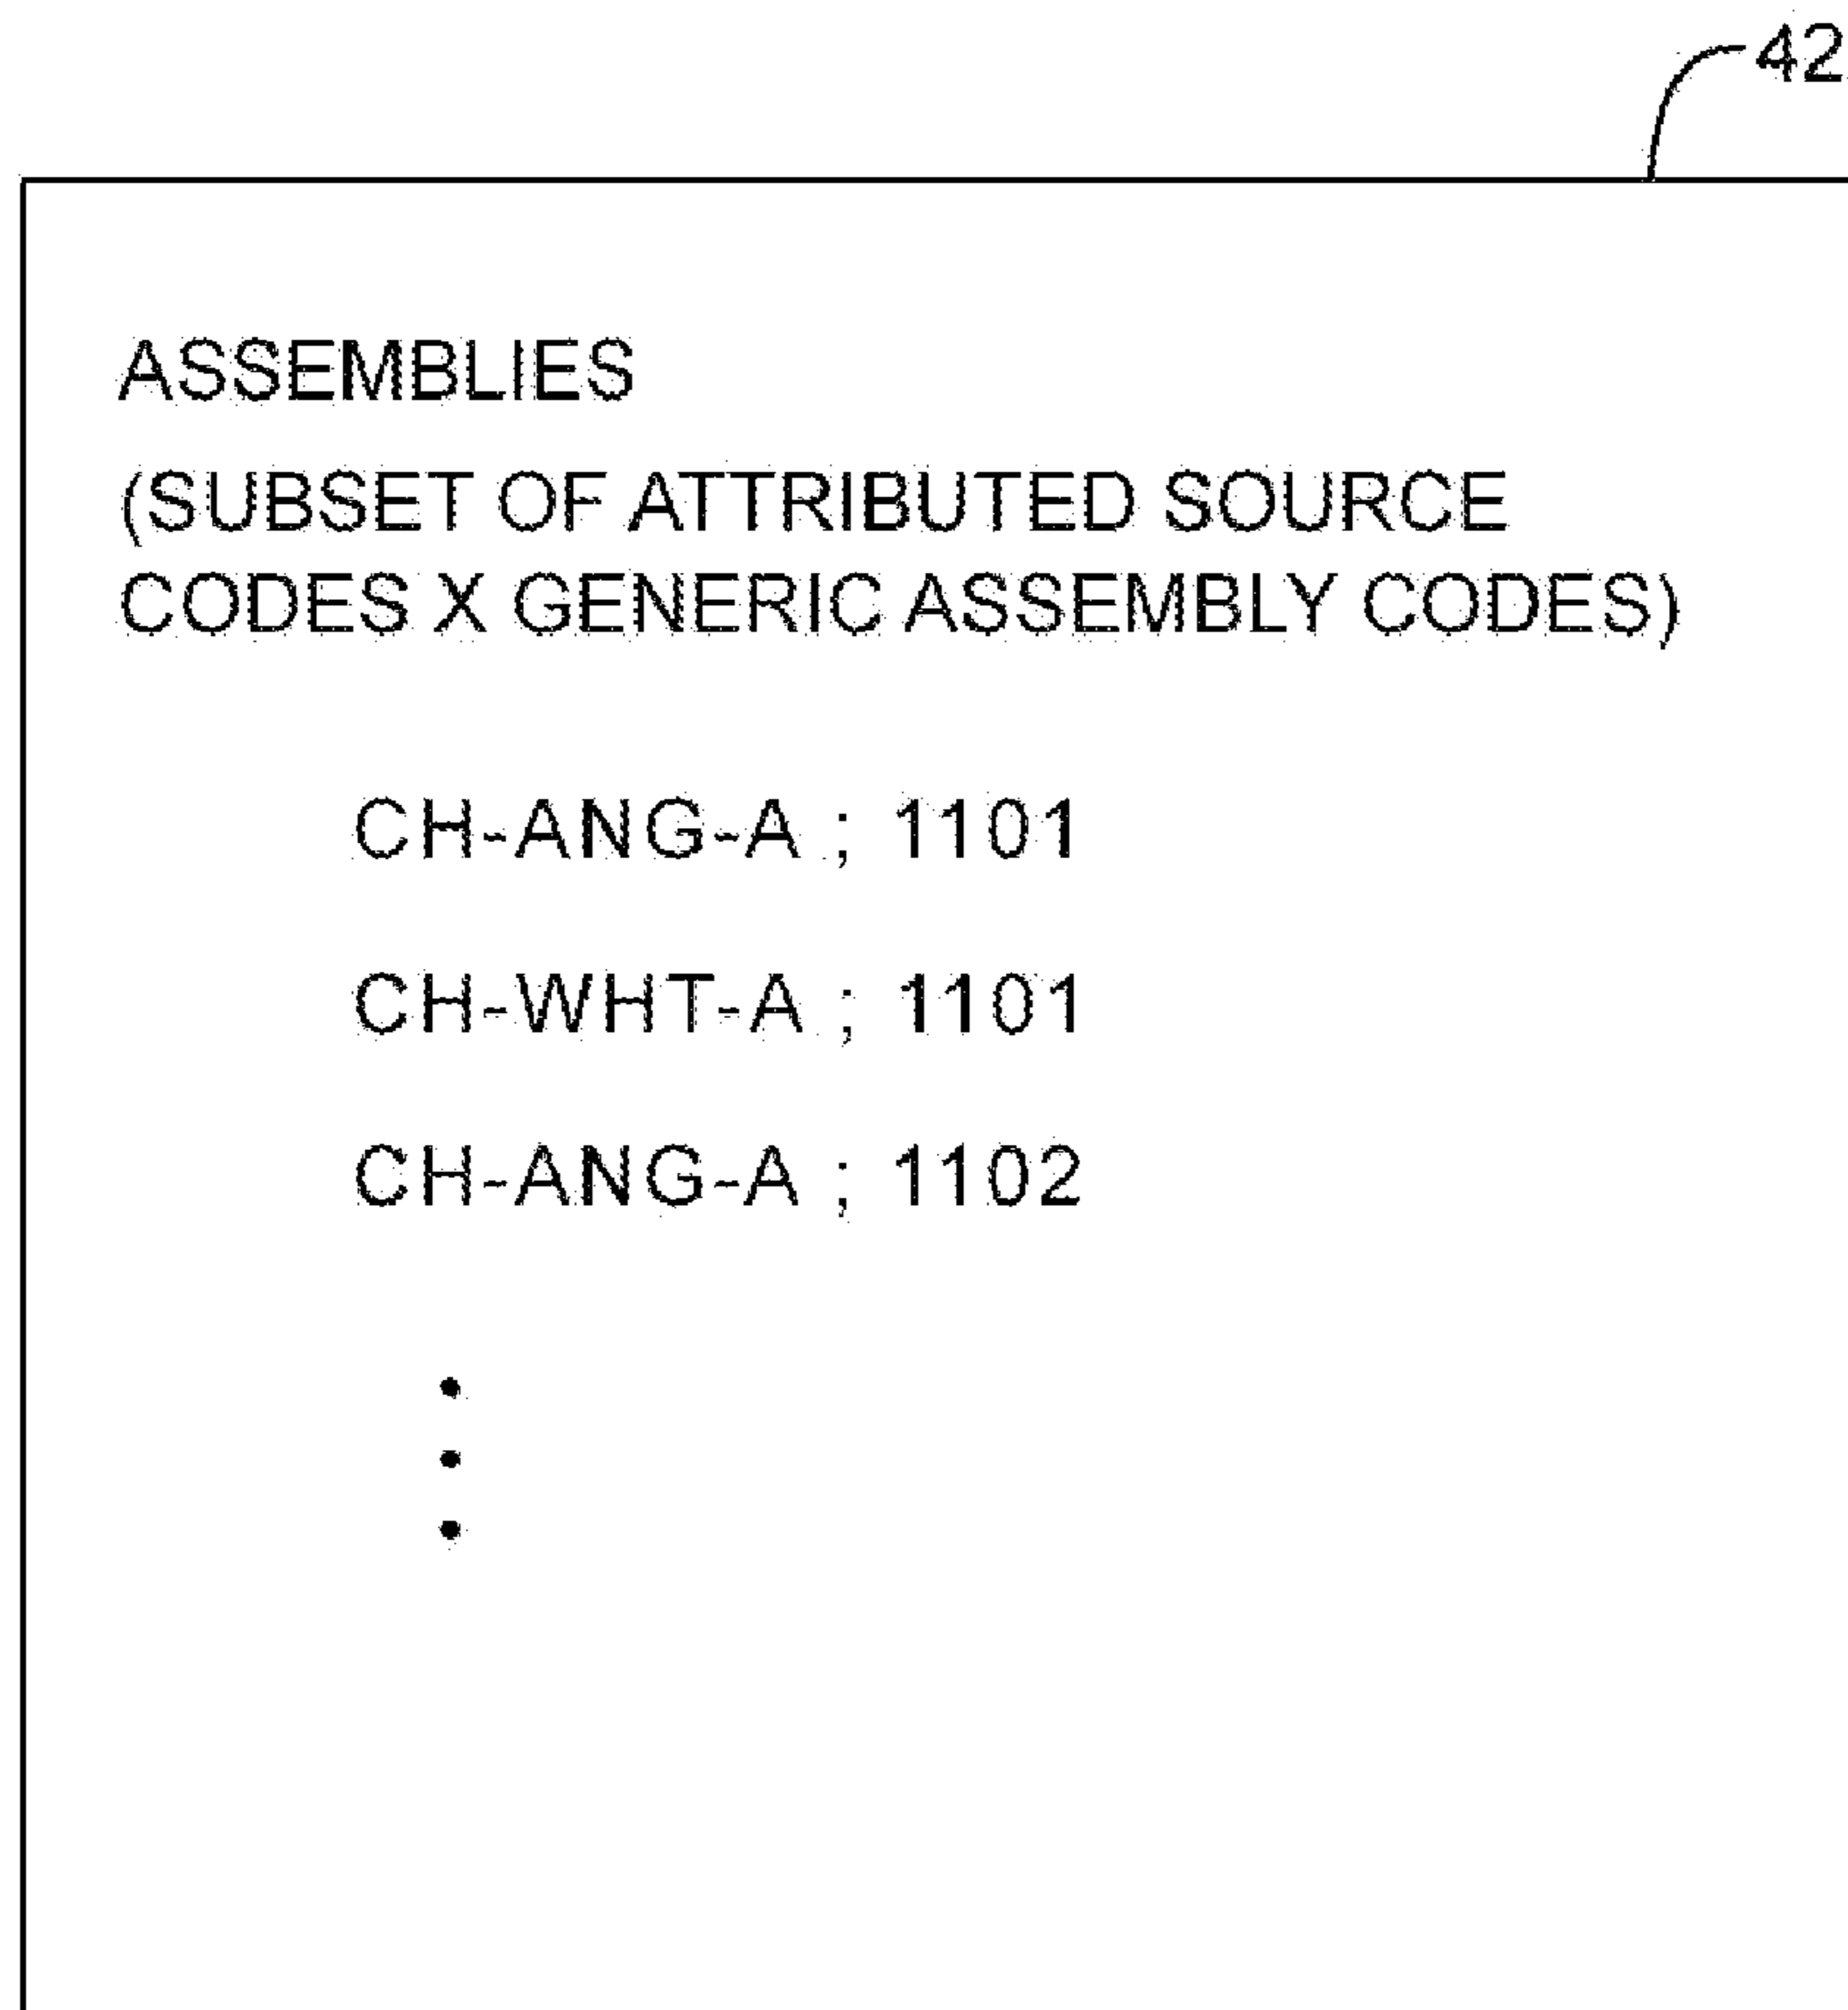 42
ASSEMBLIES
(SUBSET OF ATTRIBUTED SOURCE
CODES X GENERIC ASSEMBLY CODES)
CH-ANG-A ; 1101
CH-WHT-A ; 1101
CH-ANG-A ; 1102